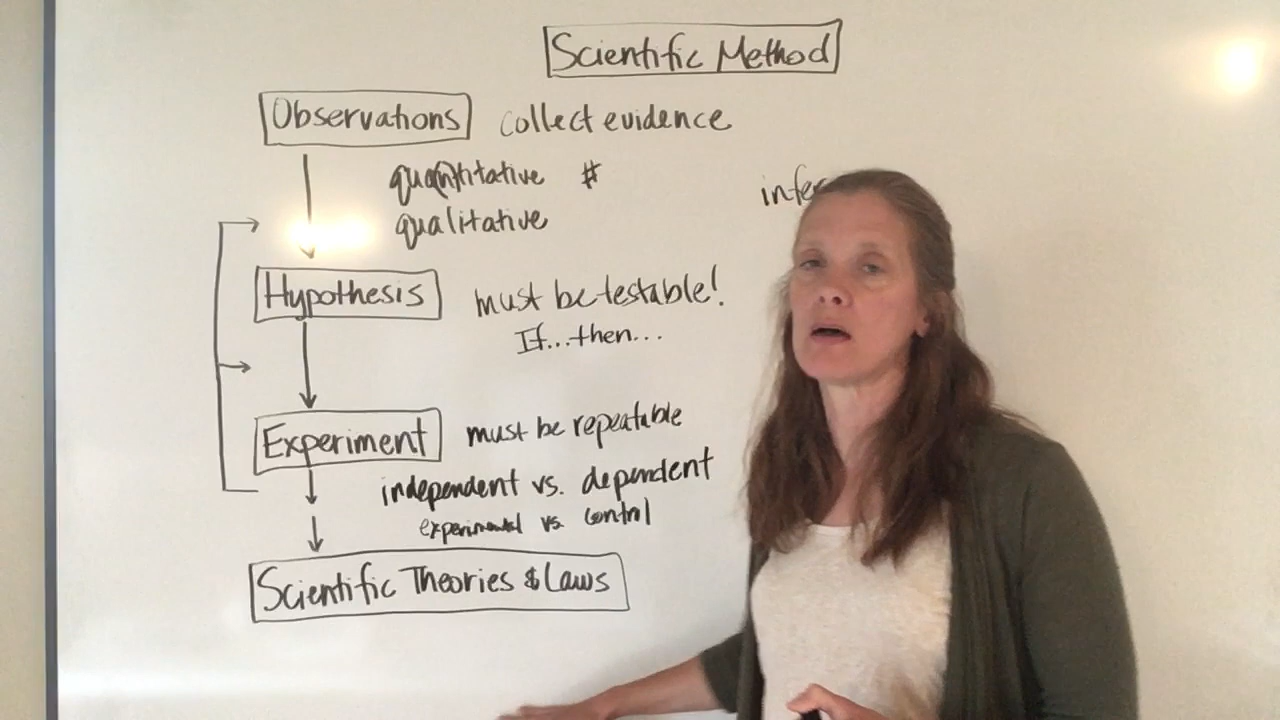 Scientific Method
Observations collect evidence
quantitative #
qualitative
Hypothesis must be testable!
If...then...
Experiment must be repeatable
independent vs. dependent
experimental vs. control
Scientific Theories & Laws